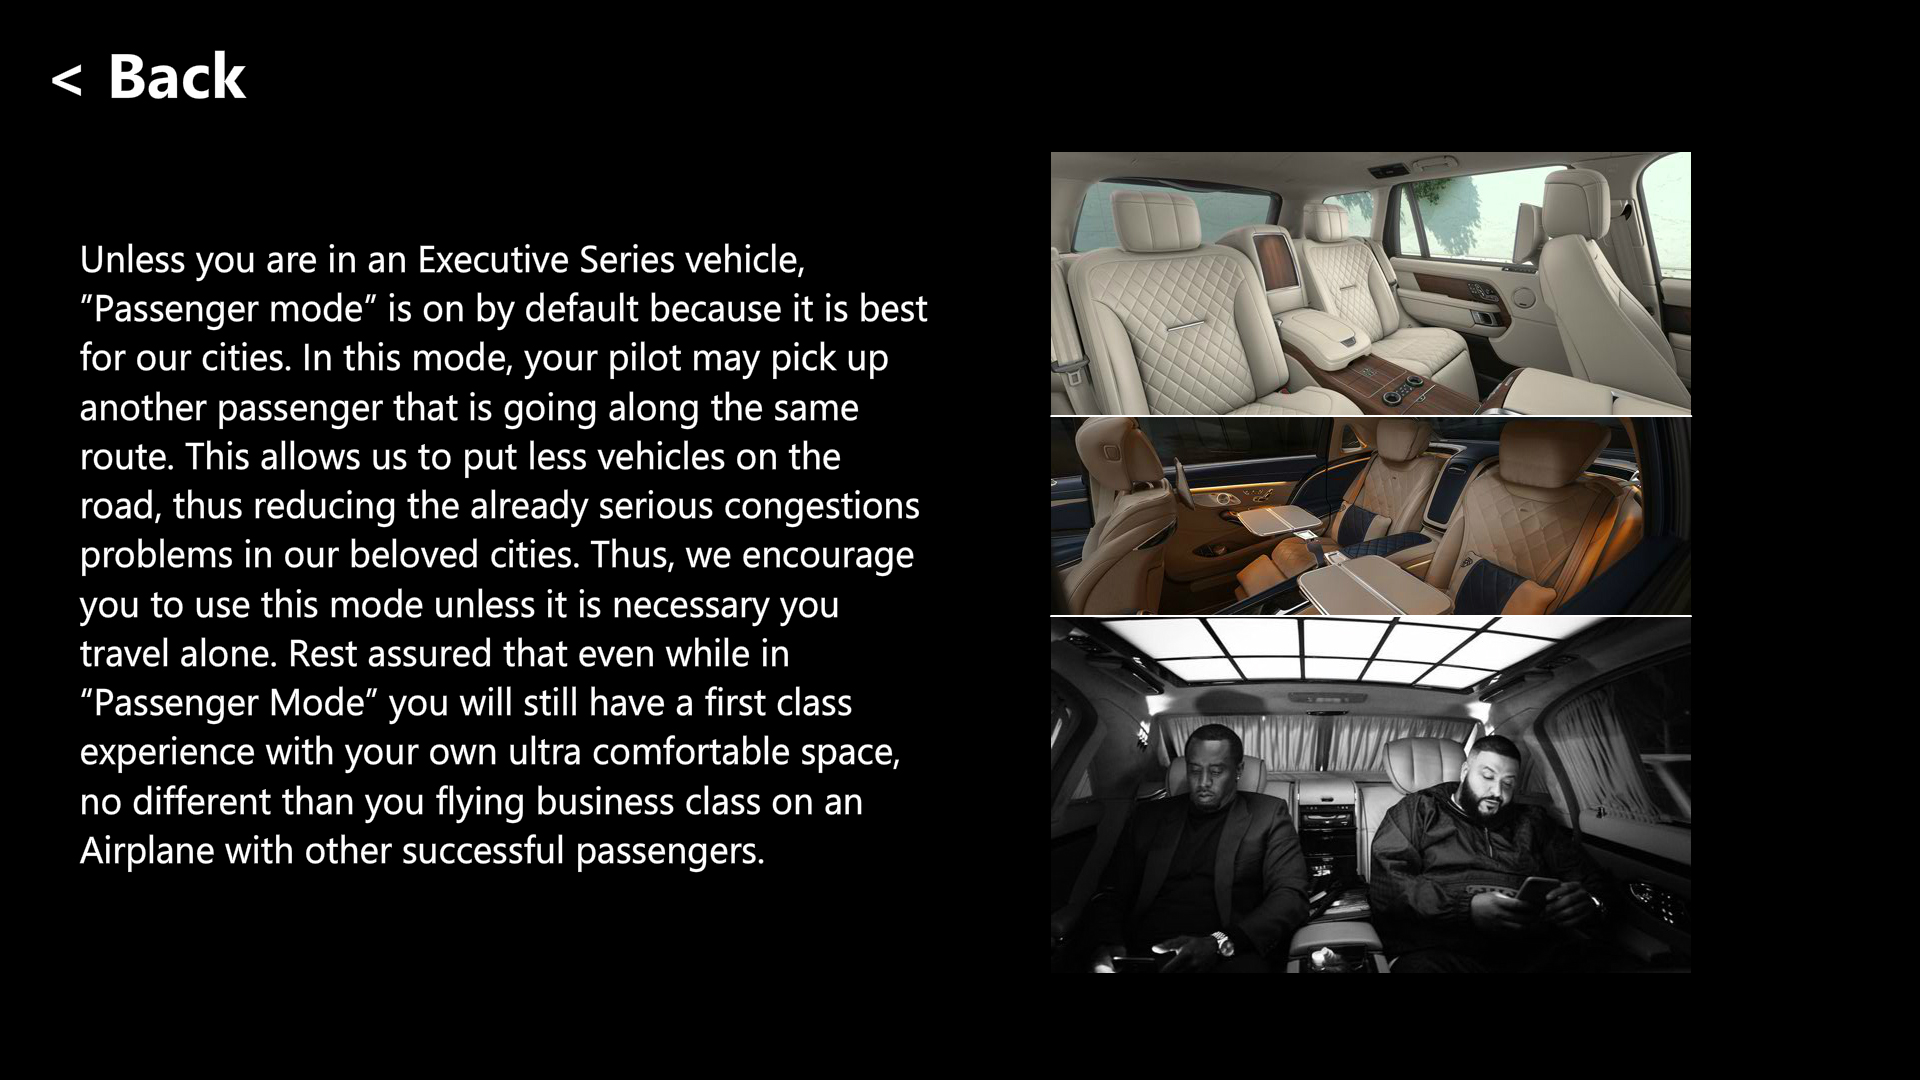 < Back
Unless you are in an Executive Series vehicle,
”Passenger mode” is on by default because it is best
for our cities. In this mode, your pilot may pick up
another passenger that is going along the same
route. This allows us to put less vehicles on the
road, thus reducing the already serious congestions
problems in our beloved cities. Thus, we encourage
you to use this mode unless it is necessary you
travel alone. Rest assured that even while in
“Passenger Mode” you will still have a first class
experience with your own ultra comfortable space,
no different than you flying business class on an
Airplane with other successful passengers.